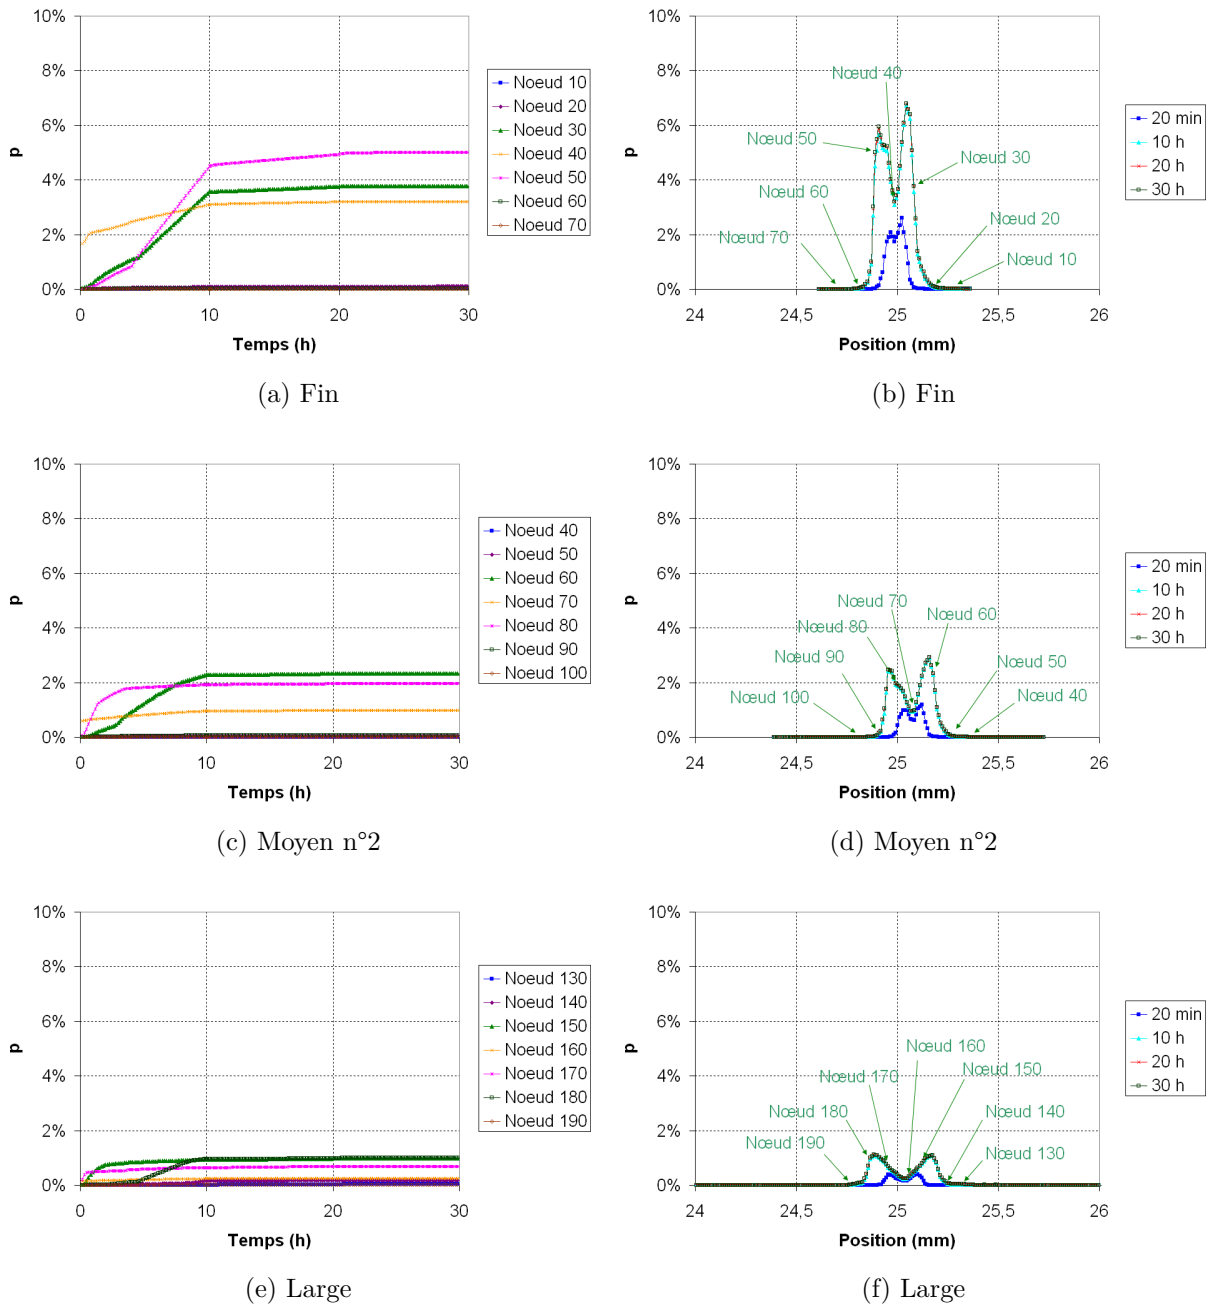 10%
8%
6%
4%
2%
0%
p
0
10
20
30
Temps (h)
Noeud 10
Noeud 20
Noeud 30
Noeud 40
Noeud 50
Noeud 60
Noeud 70
(a) Fin
10%
8%
6%
4%
2%
0%
p
Nœud 40
Nœud 50
Nœud 30
Nœud 60
Nœud 20
Nœud 70
Nœud 10
24
24,5
25
25,5
26
Position (mm)
20 min
10 h
20 h
30 h
(b) Fin
10%
8%
6%
4%
2%
0%
p
0
10
20
30
Temps (h)
Noeud 40
Noeud 50
Noeud 60
Noeud 70
Noeud 80
Noeud 90
Noeud 100
(c) Moyen n°2
10%
8%
6%
4%
2%
0%
p
Nœud 70
Nœud 60
Nœud 80
Nœud 90
Nœud 50
Nœud 100
Nœud 40
24
24,5
25
25,5
26
Position (mm)
20 min
10 h
20 h
30 h
(d) Moyen n°2
10%
8%
6%
4%
2%
0%
p
0
10
20
30
Temps (h)
Noeud 130
Noeud 140
Noeud 150
Noeud 160
Noeud 170
Noeud 180
Noeud 190
(e) Large
10%
8%
6%
4%
2%
0%
p
Nœud 160
Nœud 170
Nœud 150
Nœud 180
Nœud 140
Nœud 190
Nœud 130
24
24,5
25
25,5
26
Position (mm)
20 min
10 h
20 h
30 h
(f) Large